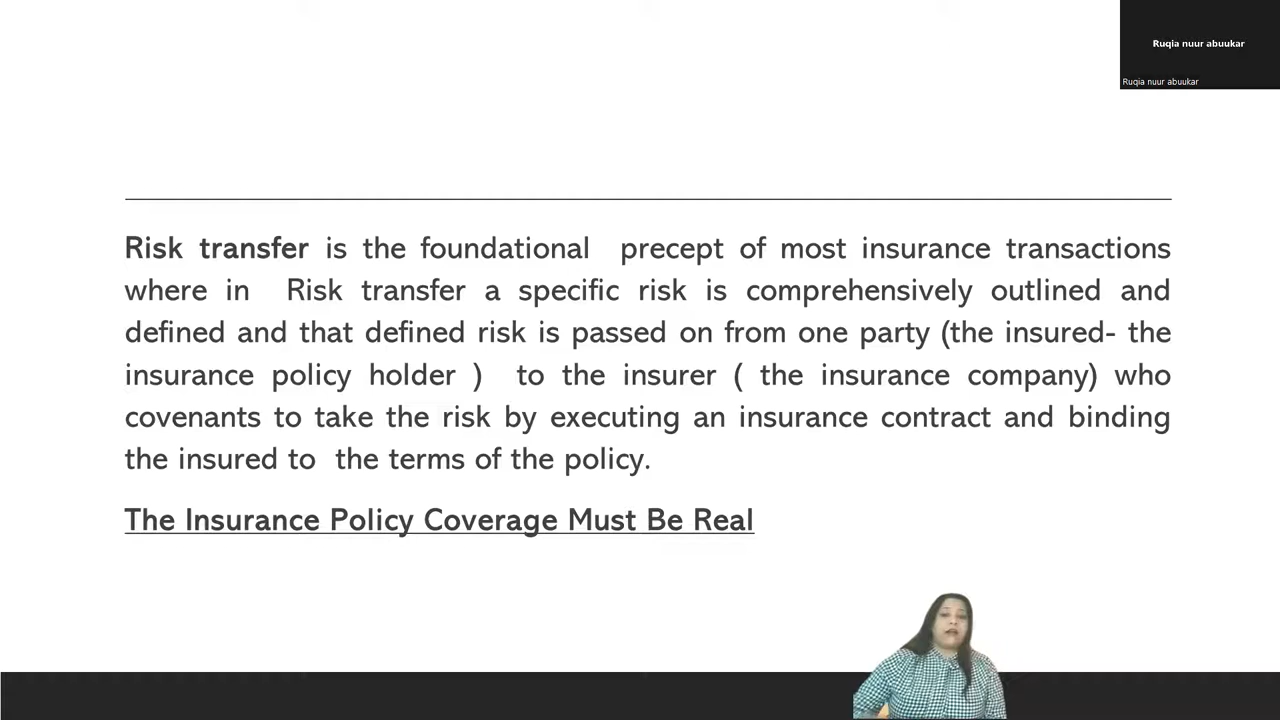 Ruqia nuur abuukar
Ruqia nuur abuukar
Risk transfer is the foundational precept of most insurance transactions
where in Risk transfer a specific risk is comprehensively outlined and
defined and that defined risk is passed on from one party (the insured- the
insurance policy holder ) to the insurer ( the insurance company) who
covenants to take the risk by executing an insurance contract and binding
the insured to the terms of the policy.
The Insurance Policy Coverage Must Be Real